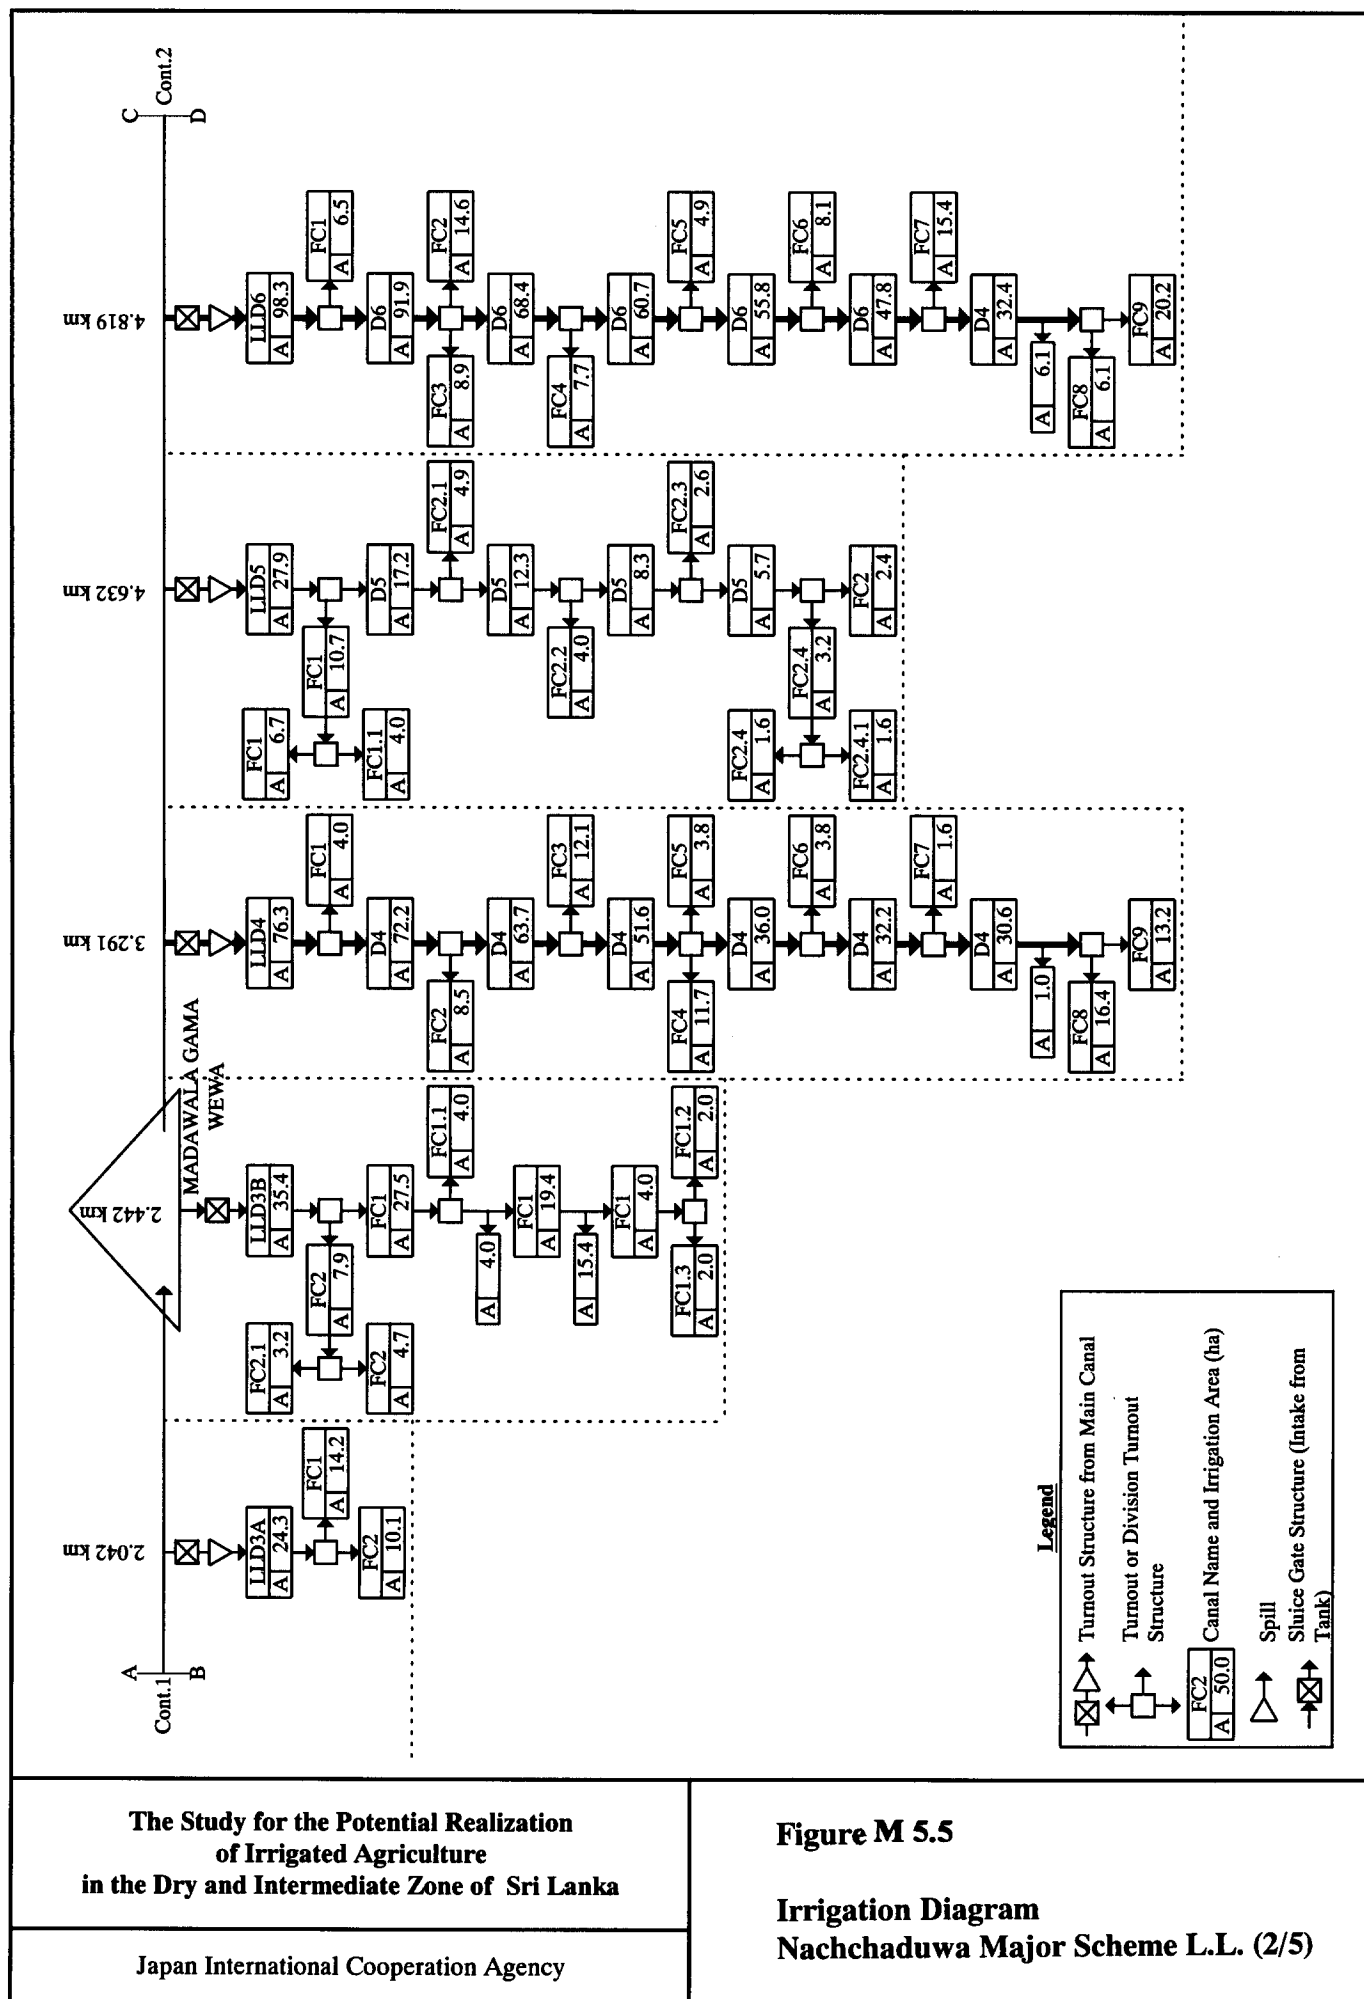 A
B
Cont.1
C
D
Cont.2
2.042 km
LLD3A
A 24.3
FC1
A 14.2
FC2
A 10.1
2.442 km
MADAWALA GAMA
WEWA
LLD3B
A 35.4
FC2
A 7.9
FC2.1
A 3.2
FC2
A 4.7
FC1
A 27.5
FC1.1
A 4.0
A 4.0
FC1
A 19.4
A 15.4
FC1
A 4.0
FC1.2
A 2.0
FC1.3
A 2.0
3.291 km
LLD4
A 76.3
FC1
A 4.0
D4
A 72.2
FC2
A 8.5
D4
A 63.7
FC3
A 12.1
D4
A 51.6
FC5
A 3.8
FC4
A 11.7
D4
A 36.0
FC6
A 3.8
D4
A 32.2
FC7
A 1.6
D4
A 30.6
A 1.0
FC8
A 16.4
FC9
A 13.2
4.632 km
LLD5
A 27.9
FC1
A 10.7
FC1
A 6.7
FC1.1
A 4.0
D5
A 17.2
FC2.1
A 4.9
D5
A 12.3
FC2.2
A 4.0
D5
A 8.3
FC2.3
A 2.6
D5
A 5.7
FC2.4
A 3.2
FC2.4
A 1.6
FC2.4.1
A 1.6
FC2
A 2.4
4.819 km
LLD6
A 98.3
FC1
A 6.5
D6
A 91.9
FC2
A 14.6
FC3
A 8.9
D6
A 68.4
FC4
A 7.7
D6
A 60.7
FC5
A 4.9
D6
A 55.8
FC6
A 8.1
D6
A 47.8
FC7
A 15.4
D4
A 32.4
A 6.1
FC8
A 6.1
FC9
A 20.2
Legend
Turnout Structure from Main Canal
Turnout or Division Turnout
Structure
FC2
A 50.0
Canal Name and Irrigation Area (ha)
Spill
Sluice Gate Structure (Intake from
Tank)
The Study for the Potential Realization
of Irrigated Agriculture
in the Dry and Intermediate Zone of Sri Lanka
Japan International Cooperation Agency
Figure M 5.5
Irrigation Diagram
Nachchaduwa Major Scheme L.L. (2/5)